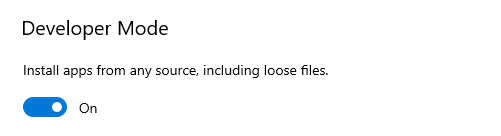 Developer Mode
Install apps from any source, including loose files.
On